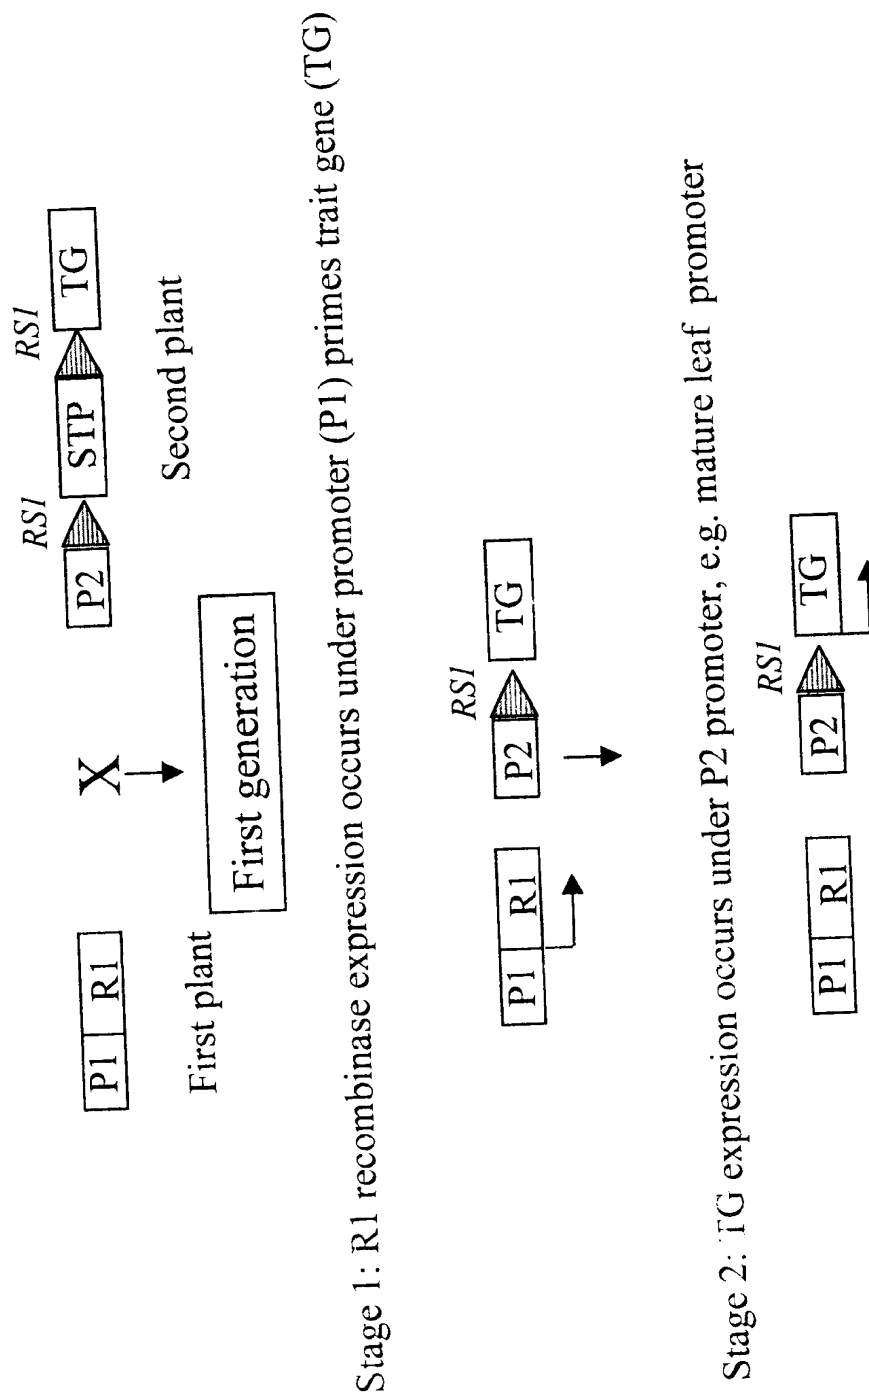 P1 R1 X P2 RS1 STP RS1 TG
First plant Second plant
First generation
Stage 1: R1 recombinase expression occurs under promoter (P1) primes trait gene (TG)
P1 R1 P2 RS1 TG
Stage 2: TG expression occurs under P2 promoter, e.g. mature leaf promoter
P1 R1 P2 RS1 TG